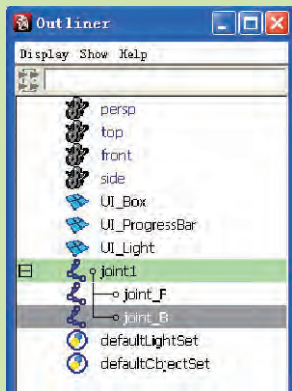 Outliner
Display Show Help
persp
top
front
side
UI_Box
UI_ProgressBar
UI_Light
joint1
joint_F
joint_B
defaultLightSet
defaultObjectSet